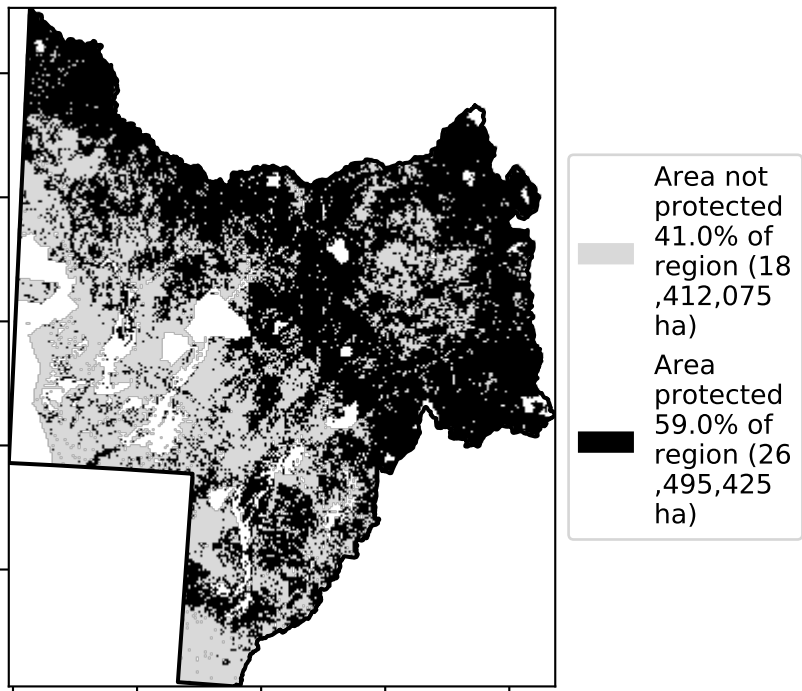 Area not
protected
41.0% of
region (18
,412,075
ha)
Area
protected
59.0% of
region (26
,495,425
ha)